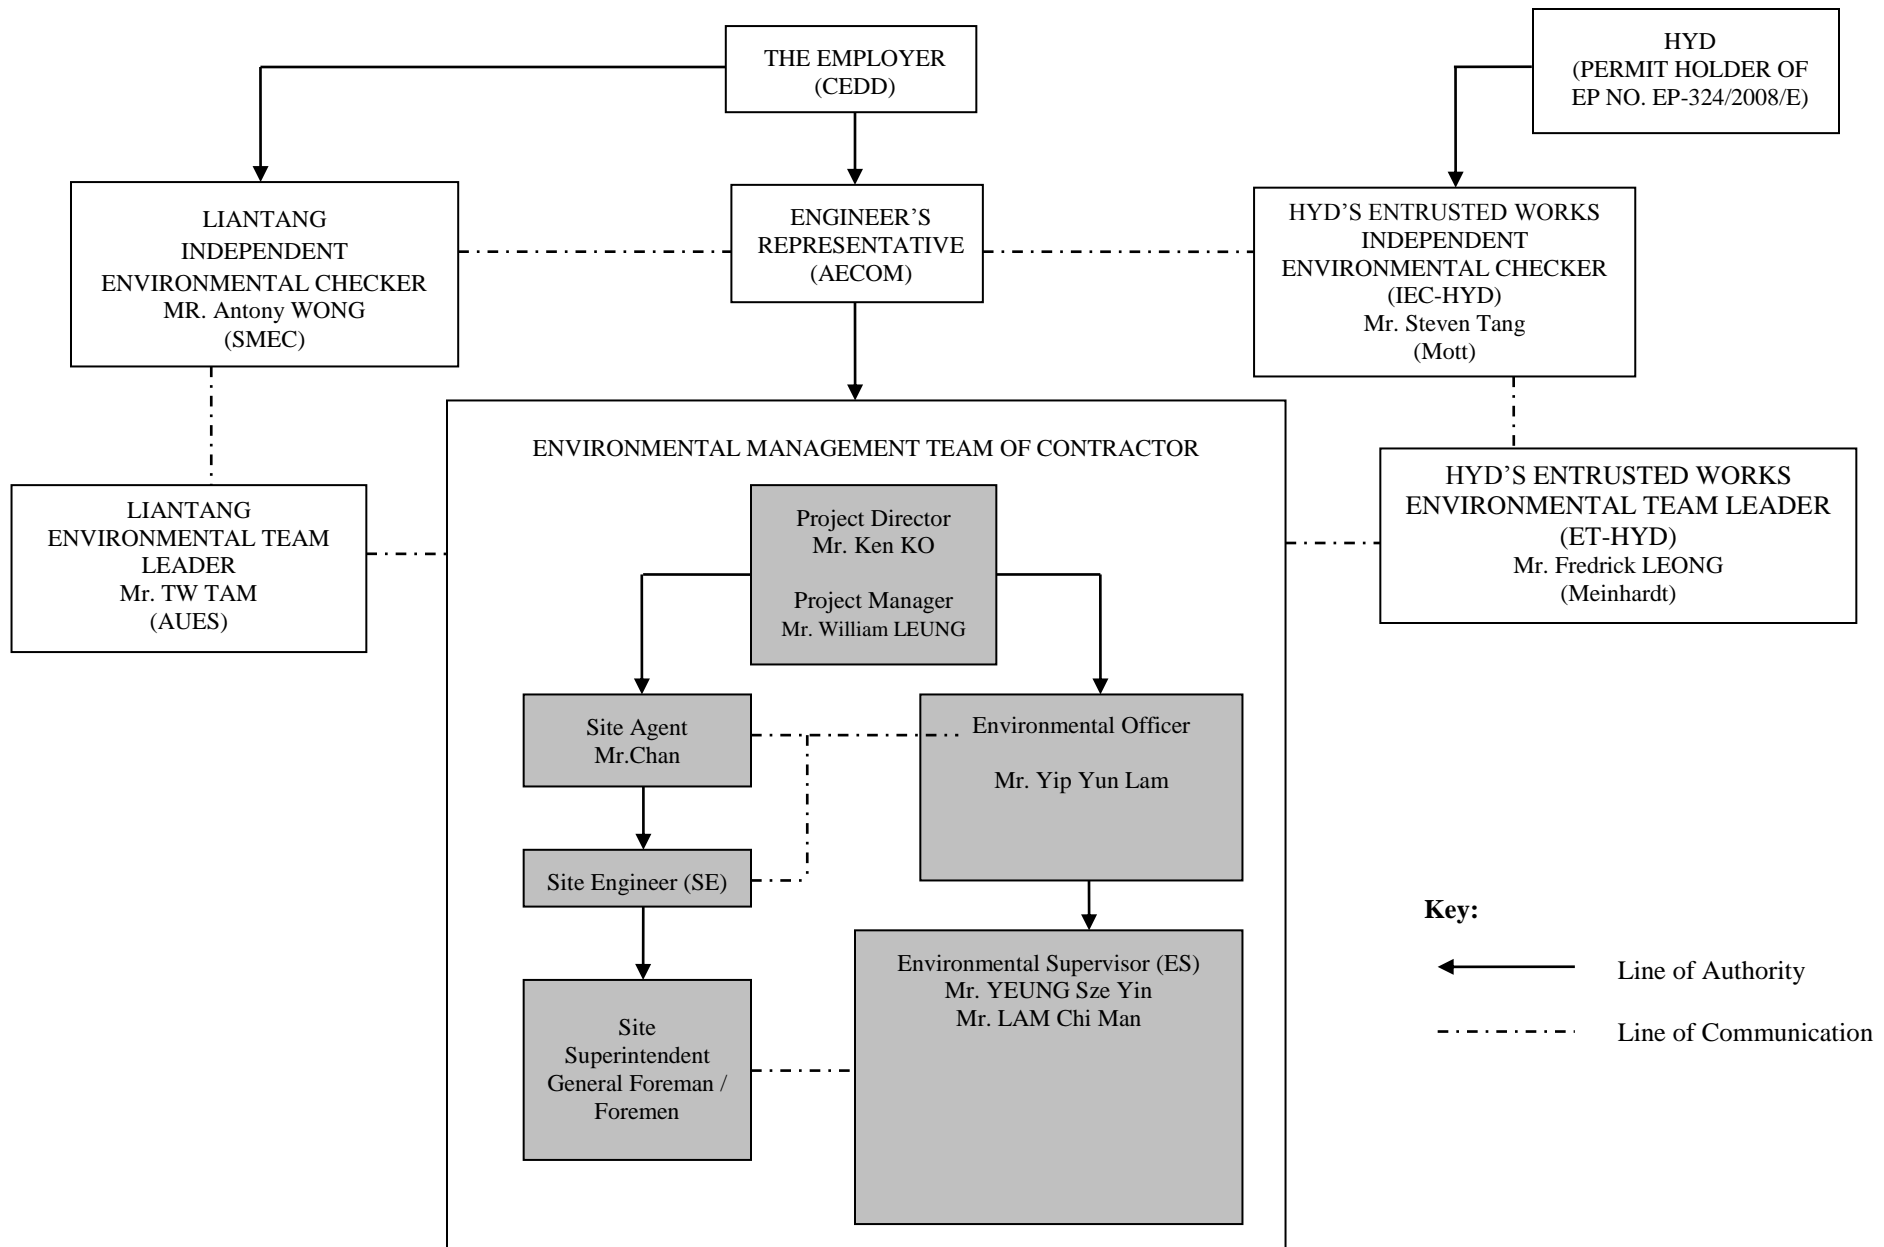 THE EMPLOYER
(CEDD)
HYD
(PERMIT HOLDER OF
EP NO. EP-324/2008/E)
LIANTANG
INDEPENDENT
ENVIRONMENTAL CHECKER
MR. Antony WONG
(SMEC)
ENGINEER’S
REPRESENTATIVE
(AECOM)
HYD’S ENTRUSTED WORKS
INDEPENDENT
ENVIRONMENTAL CHECKER
(IEC-HYD)
Mr. Steven Tang
(Mott)
LIANTANG
ENVIRONMENTAL TEAM
LEADER
Mr. TW TAM
(AUES)
ENVIRONMENTAL MANAGEMENT TEAM OF CONTRACTOR
HYD’S ENTRUSTED WORKS
ENVIRONMENTAL TEAM LEADER
(ET-HYD)
Mr. Fredrick LEONG
(Meinhardt)
Project Director
Mr. Ken KO
Project Manager
Mr. William LEUNG
Site Agent
Mr.Chan
Environmental Officer
Mr. Yip Yun Lam
Site Engineer (SE)
Environmental Supervisor (ES)
Mr. YEUNG Sze Yin
Mr. LAM Chi Man
Site
Superintendent
General Foreman /
Foremen
Key:
Line of Authority
Line of Communication